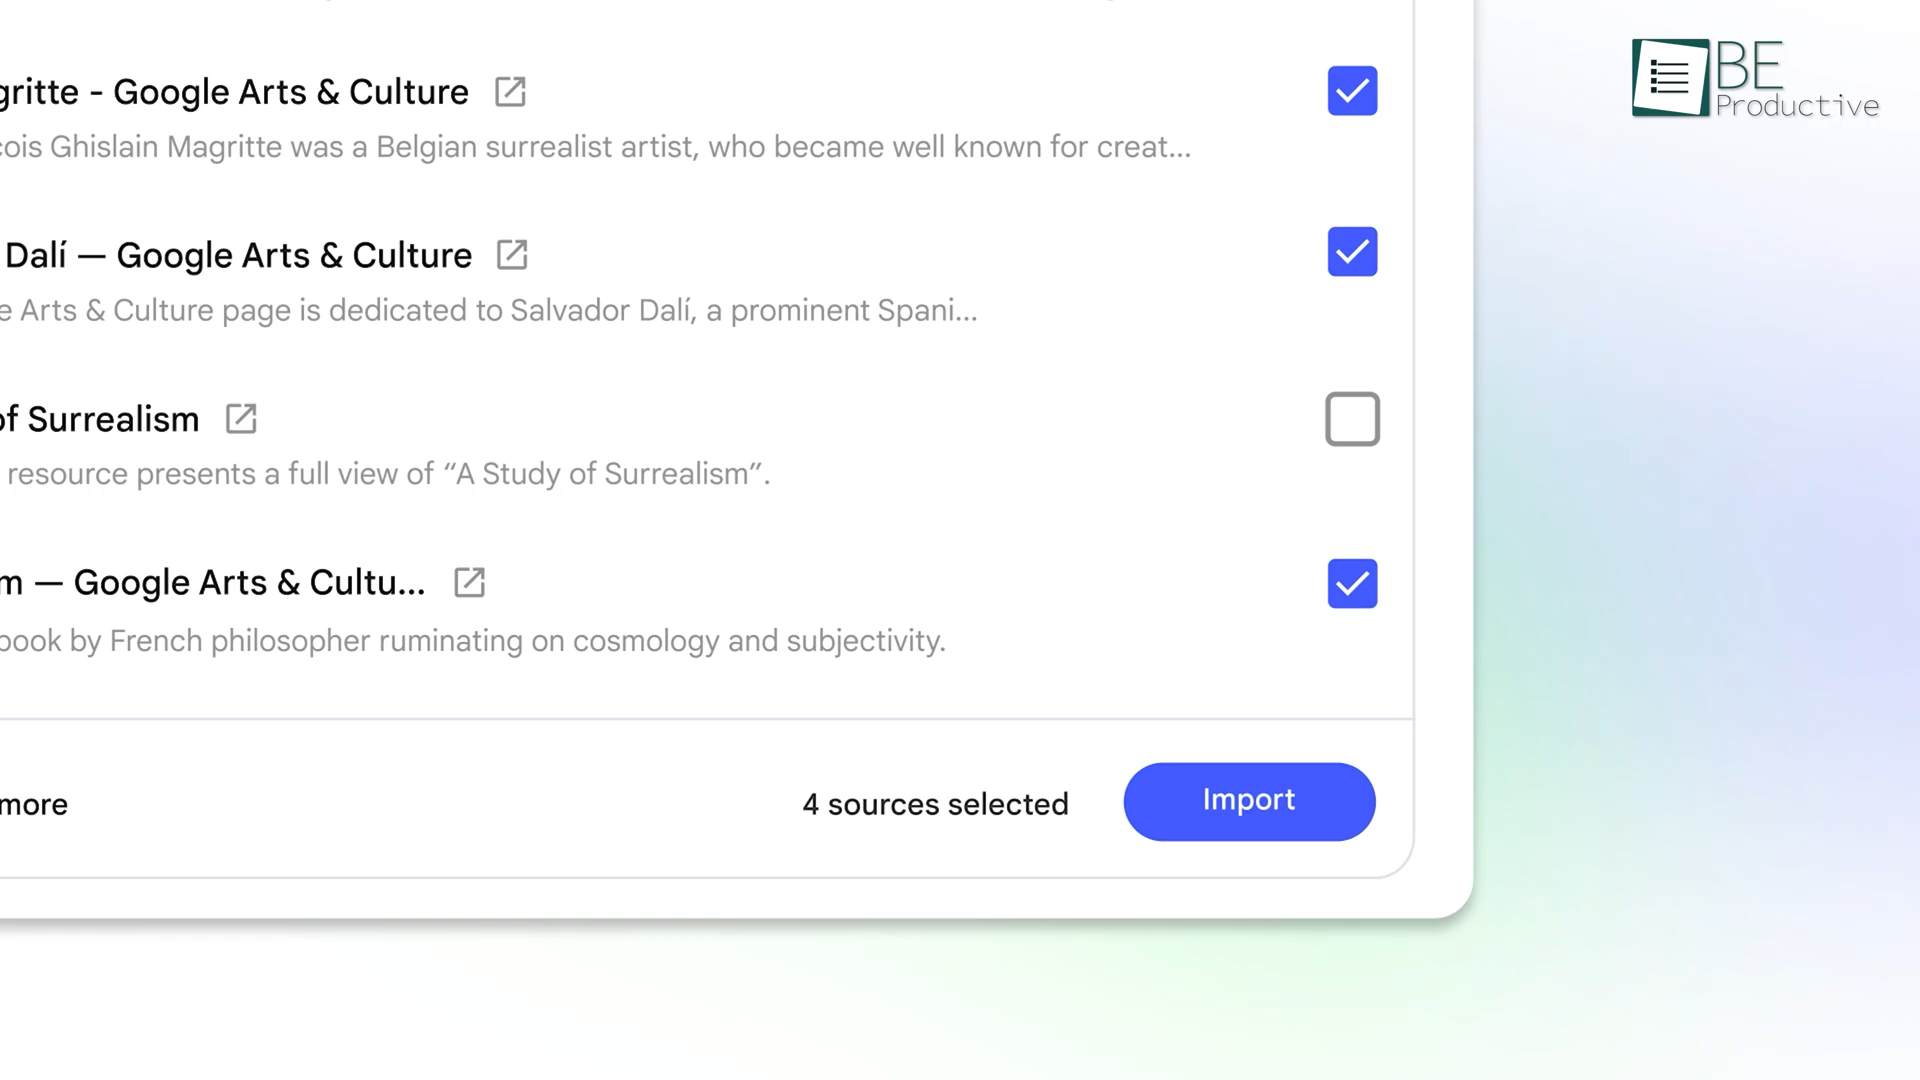 gritte - Google Arts & Culture
cois Ghislain Magritte was a Belgian surrealist artist, who became well known for creat...
Dalí — Google Arts & Culture
e Arts & Culture page is dedicated to Salvador Dalí, a prominent Spani...
of Surrealism
resource presents a full view of “A Study of Surrealism”.
m — Google Arts & Cultu...
book by French philosopher ruminating on cosmology and subjectivity.
more
4 sources selected
Import
BE
Productive